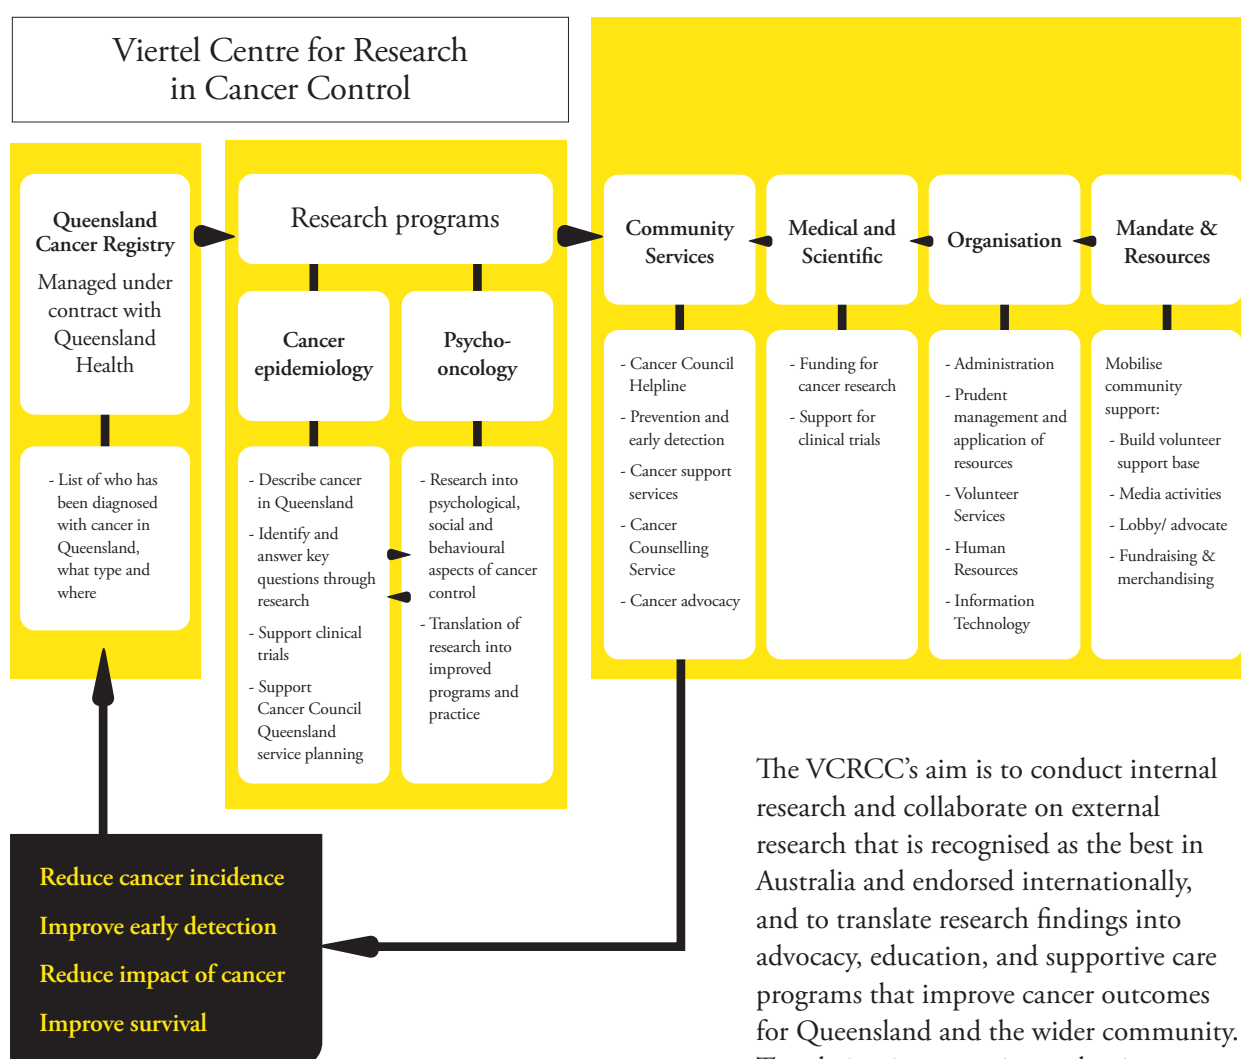 Viertel Centre for Research
in Cancer Control
Queensland
Cancer Registry
Managed under
contract with
Queensland
Health
- List of who has
been diagnosed
with cancer in
Queensland,
what type and
where
Research programs
Cancer
epidemiology
- Describe cancer
in Queensland
- Identify and
answer key
questions through
research
- Support clinical
trials
- Support
Cancer Council
Queensland
service planning
Psycho-
oncology
- Research into
psychological,
social and
behavioural
aspects of cancer
control
- Translation of
research into
improved
programs and
practice
Community
Services
- Cancer Council
Helpline
- Prevention and
early detection
- Cancer support
services
- Cancer
Counselling
Service
- Cancer advocacy
Medical and
Scientific
- Funding for
cancer research
- Support for
clinical trials
Organisation
- Administration
- Prudent
management and
application of
resources
- Volunteer
Services
- Human
Resources
- Information
Technology
Mandate &
Resources
Mobilise
community
support:
- Build volunteer
support base
- Media activities
- Lobby/ advocate
- Fundraising &
merchandising
Reduce cancer incidence
Improve early detection
Reduce impact of cancer
Improve survival
The VCRCC's aim is to conduct internal
research and collaborate on external
research that is recognised as the best in
Australia and endorsed internationally,
and to translate research findings into
advocacy, education, and supportive care
programs that improve cancer outcomes
for Queensland and the wider community.